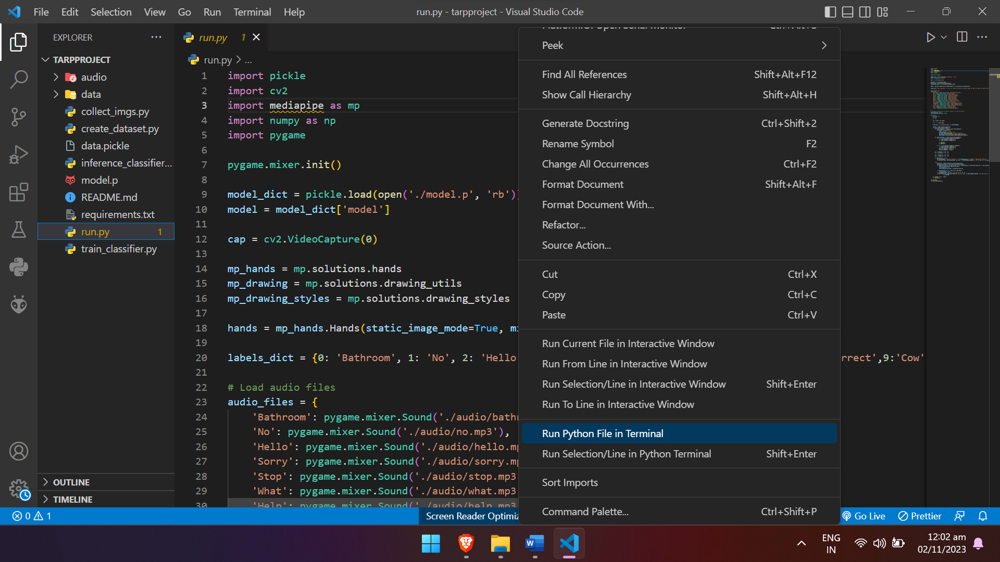 File Edit Selection View Go Run Terminal Help
run.py - tarpproject - Visual Studio Code
EXPLORER
TARPPROJECT
audio
data
collect_imgs.py
create_dataset.py
data.pickle
inference_classifier...
model.p
README.md
requirements.txt
run.py 1
train_classifier.py
OUTLINE
TIMELINE
run.py 1
run.py > ...
1 import pickle
2 import cv2
3 import mediapipe as mp
4 import numpy as np
5 import pygame
6
7 pygame.mixer.init()
8
9 model_dict = pickle.load(open('./model.p', 'rb'))
10 model = model_dict['model']
11
12 cap = cv2.VideoCapture(0)
13
14 mp_hands = mp.solutions.hands
15 mp_drawing = mp.solutions.drawing_utils
16 mp_drawing_styles = mp.solutions.drawing_styles
17
18 hands = mp_hands.Hands(static_image_mode=True, mi
19
20 labels_dict = {0: 'Bathroom', 1: 'No', 2: 'Hello rrect',9:'Cow'
21
22 # Load audio files
23 audio_files = {
24 'Bathroom': pygame.mixer.Sound('./audio/bathr
25 'No': pygame.mixer.Sound('./audio/no.mp3'),
26 'Hello': pygame.mixer.Sound('./audio/hello.mp
27 'Sorry': pygame.mixer.Sound('./audio/sorry.mp
28 'Stop': pygame.mixer.Sound('./audio/stop.mp3
29 'What': pygame.mixer.Sound('./audio/what.mp3
30 'Help': pygame.mixer.Sound('./audio/help.mp3
PlatformIO: Open Serial Monitor Ctrl+Alt+S
Peek
Find All References Shift+Alt+F12
Show Call Hierarchy Shift+Alt+H
Generate Docstring Ctrl+Shift+2
Rename Symbol F2
Change All Occurrences Ctrl+F2
Format Document Shift+Alt+F
Format Document With...
Refactor...
Source Action...
Cut Ctrl+X
Copy Ctrl+C
Paste Ctrl+V
Run Current File in Interactive Window
Run From Line in Interactive Window
Run Selection/Line in Interactive Window Shift+Enter
Run To Line in Interactive Window
Run Python File in Terminal
Run Selection/Line in Python Terminal Shift+Enter
Sort Imports
Command Palette... Ctrl+Shift+P
0 1
Screen Reader Optimiz
Go Live Prettier
W
ENG
IN
12:02 am
02/11/2023